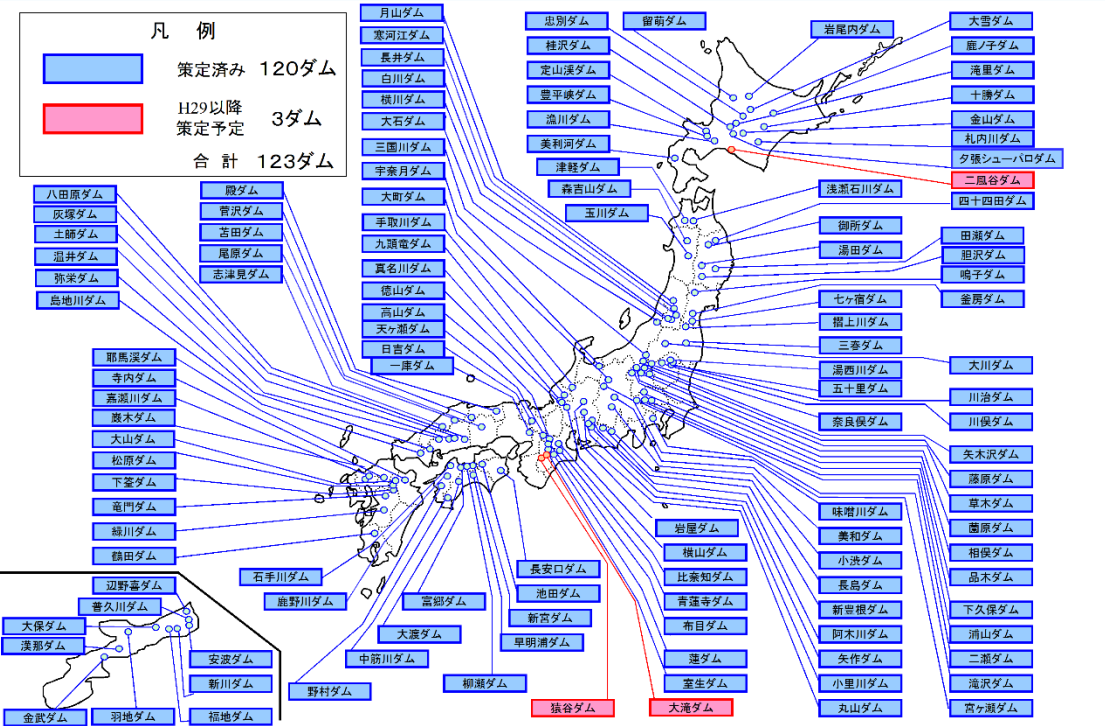 凡 例
策定済み 120ダム
H29以降
策定予定 3ダム
合 計 123ダム
月山ダム
寒河江ダム
長井ダム
白川ダム
横川ダム
大石ダム
三国川ダム
宇奈月ダム
大町ダム
手取川ダム
九頭竜ダム
真名川ダム
徳山ダム
高山ダム
天ヶ瀬ダム
日吉ダム
一庫ダム
忠別ダム
桂沢ダム
定山渓ダム
豊平峡ダム
漁川ダム
美利河ダム
津軽ダム
森吉山ダム
玉川ダム
留萌ダム
岩尾内ダム
大雪ダム
鹿ノ子ダム
滝里ダム
十勝ダム
金山ダム
札内川ダム
夕張シューパロダム
二風谷ダム
四十四田ダム
浅瀬石川ダム
御所ダム
湯田ダム
田瀬ダム
胆沢ダム
鳴子ダム
釜房ダム
七ヶ宿ダム
摺上川ダム
三春ダム
湯西川ダム
五十里ダム
奈良俣ダム
大川ダム
川治ダム
川俣ダム
矢木沢ダム
藤原ダム
草木ダム
薗原ダム
相俣ダム
品木ダム
下久保ダム
浦山ダム
二瀬ダム
滝沢ダム
宮ヶ瀬ダム
味噌川ダム
美和ダム
小渋ダム
長島ダム
新豊根ダム
阿木川ダム
矢作ダム
小里川ダム
丸山ダム
岩屋ダム
横山ダム
比奈知ダム
青蓮寺ダム
布目ダム
蓮ダム
室生ダム
大滝ダム
猿谷ダム
八田原ダム
灰塚ダム
土師ダム
温井ダム
弥栄ダム
島地川ダム
殿ダム
菅沢ダム
苫田ダム
尾原ダム
志津見ダム
耶馬渓ダム
寺内ダム
嘉瀬川ダム
厳木ダム
大山ダム
松原ダム
下筌ダム
竜門ダム
緑川ダム
鶴田ダム
石手川ダム
鹿野川ダム
野村ダム
中筋川ダム
大渡ダム
富郷ダム
柳瀬ダム
早明浦ダム
新宮ダム
池田ダム
長安口ダム
辺野喜ダム
普久川ダム
大保ダム
漢那ダム
金武ダム
羽地ダム
福地ダム
新川ダム
安波ダム